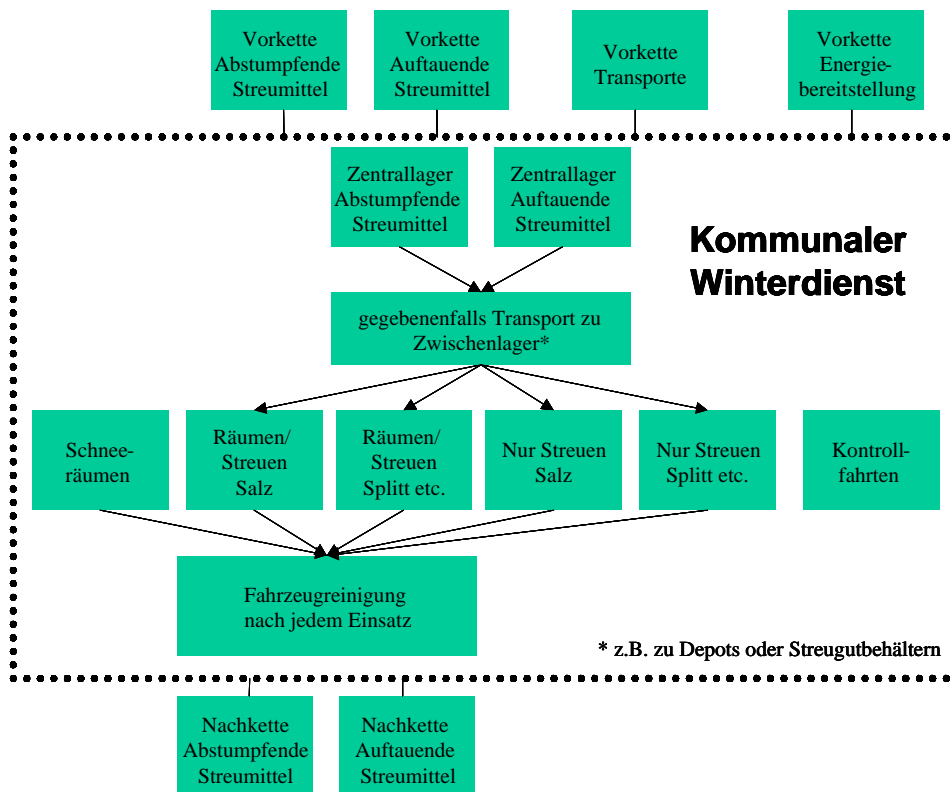 Vorkette
Abstumpfende
Streumittel
Vorkette
Auftauende
Streumittel
Vorkette
Transporte
Vorkette
Energie-
bereitstellung
Zentrallager
Abstumpfende
Streumittel
Zentrallager
Auftauende
Streumittel
Kommunaler
Winterdienst
gegebenenfalls Transport zu
Zwischenlager*
Schnee-
räumen
Räumen/
Streuen
Salz
Räumen/
Streuen
Splitt etc.
Nur Streuen
Salz
Nur Streuen
Splitt etc.
Kontroll-
fahrten
Fahrzeugreinigung
nach jedem Einsatz
* z.B. zu Depots oder Streugutbehältern
Nachkette
Abstumpfende
Streumittel
Nachkette
Auftauende
Streumittel